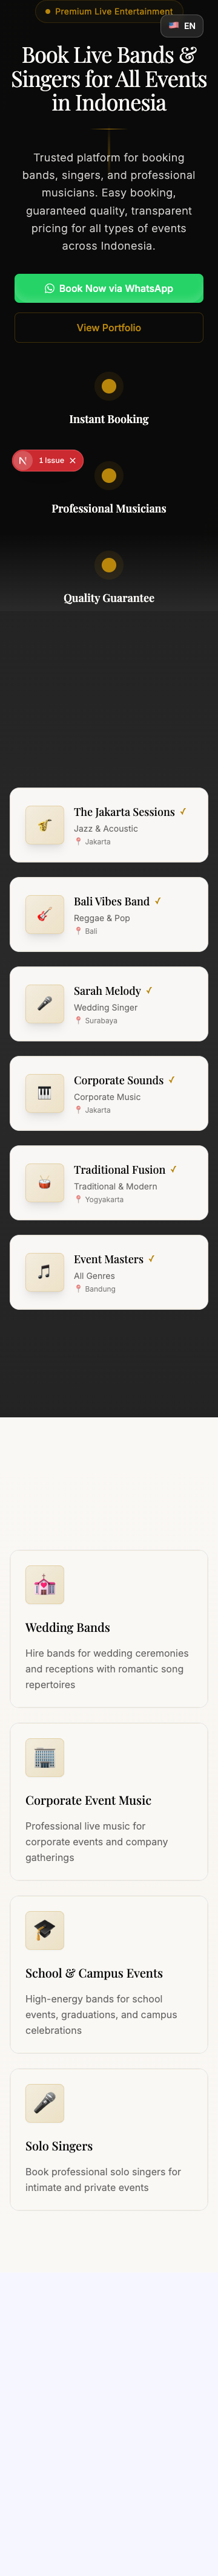 Premium Live Entertainment
EN
Book Live Bands &
Singers for All Events
in Indonesia
Trusted platform for booking
bands, singers, and professional
musicians. Easy booking,
guaranteed quality, transparent
pricing for all types of events
across Indonesia.
Book Now via WhatsApp
View Portfolio
Instant Booking
N 1 Issue
Professional Musicians
Quality Guarantee
The Jakarta Sessions ✓
Jazz & Acoustic
Jakarta
Bali Vibes Band ✓
Reggae & Pop
Bali
Sarah Melody ✓
Wedding Singer
Surabaya
Corporate Sounds ✓
Corporate Music
Jakarta
Traditional Fusion ✓
Traditional & Modern
Yogyakarta
Event Masters ✓
All Genres
Bandung
Wedding Bands
Hire bands for wedding ceremonies
and receptions with romantic song
repertoires
Corporate Event Music
Professional live music for
corporate events and company
gatherings
School & Campus Events
High-energy bands for school
events, graduations, and campus
celebrations
Solo Singers
Book professional solo singers for
intimate and private events